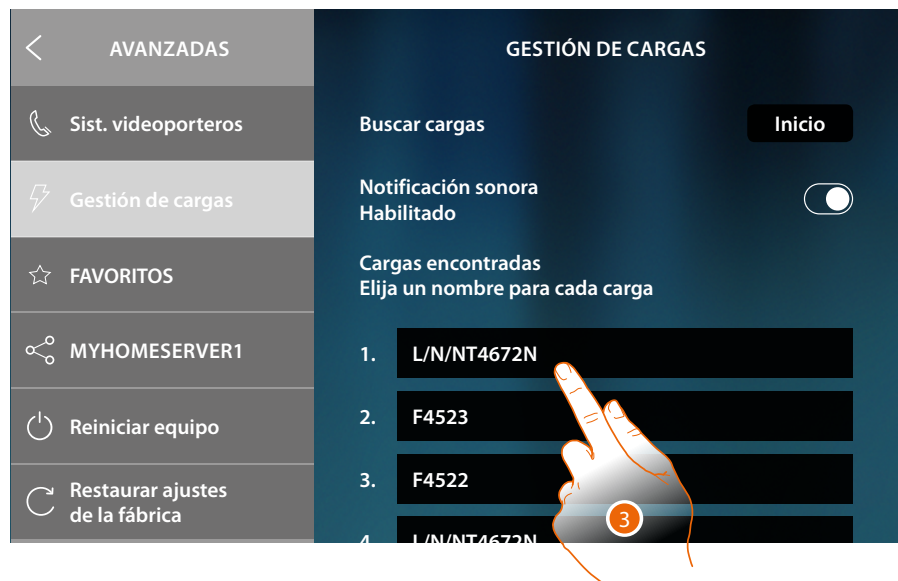 AVANZADAS
Sist. videoporteros
Gestión de cargas
FAVORITOS
MYHOMESERVER1
Reiniciar equipo
Restaurar ajustes
de la fábrica
GESTIÓN DE CARGAS
Buscar cargas
Inicio
Notificación sonora
Habilitado
Cargas encontradas
Elija un nombre para cada carga
1. L/N/NT4672N
2. F4523
3. F4522
3
4. L/N/NT4672N